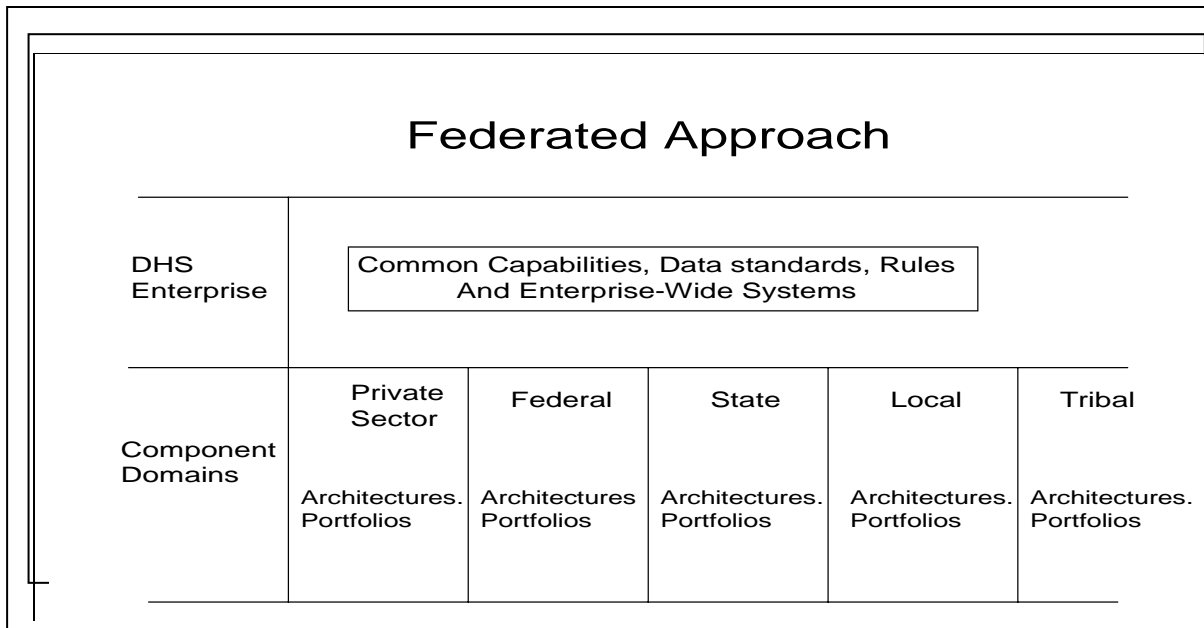 Federated Approach
DHS
Enterprise
Common Capabilities, Data standards, Rules
And Enterprise-Wide Systems
Component
Domains
Private
Sector
Federal
State
Local
Tribal
Architectures.
Portfolios
Architectures
Portfolios
Architectures.
Portfolios
Architectures.
Portfolios
Architectures.
Portfolios